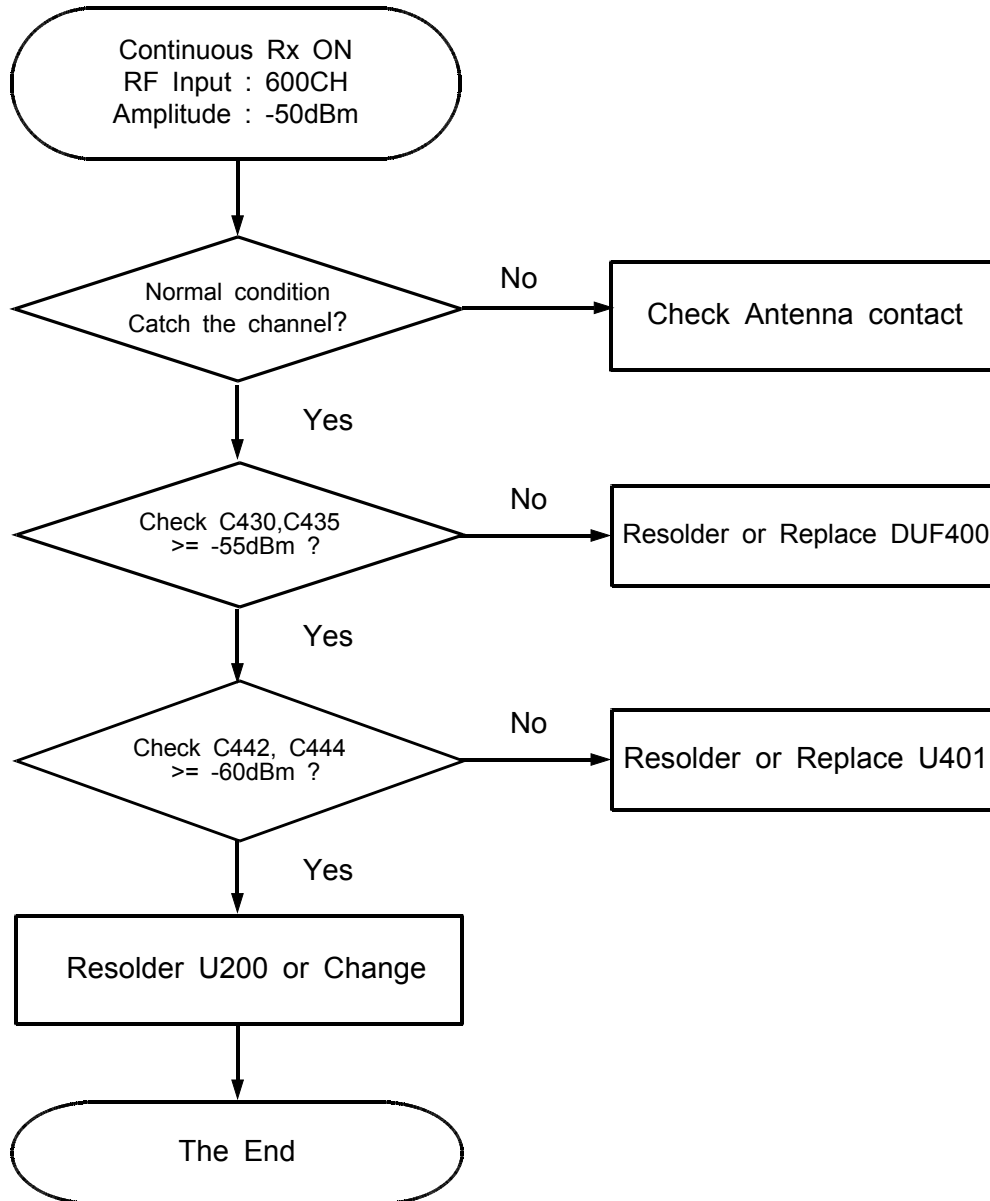 Continuous Rx ON
RF Input : 600CH
Amplitude : -50dBm
Normal condition
Catch the channel?
No
Check Antenna contact
Yes
Check C430,C435
>= -55dBm ?
No
Resolder or Replace DUF400
Yes
Check C442, C444
>= -60dBm ?
No
Resolder or Replace U401
Yes
Resolder U200 or Change
The End